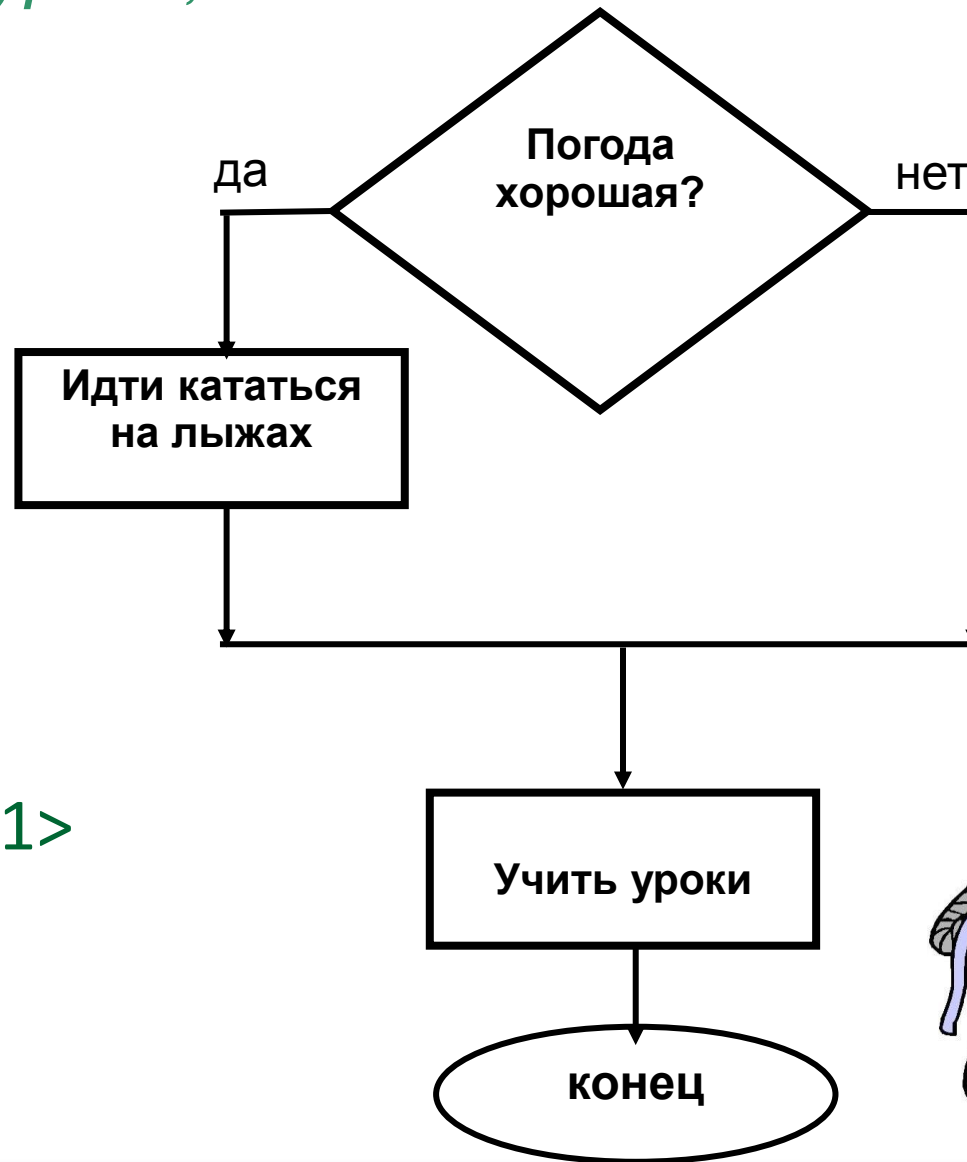 Погода
хорошая?
да
нет
Идти кататься
на лыжах
1>
Учить уроки
конец